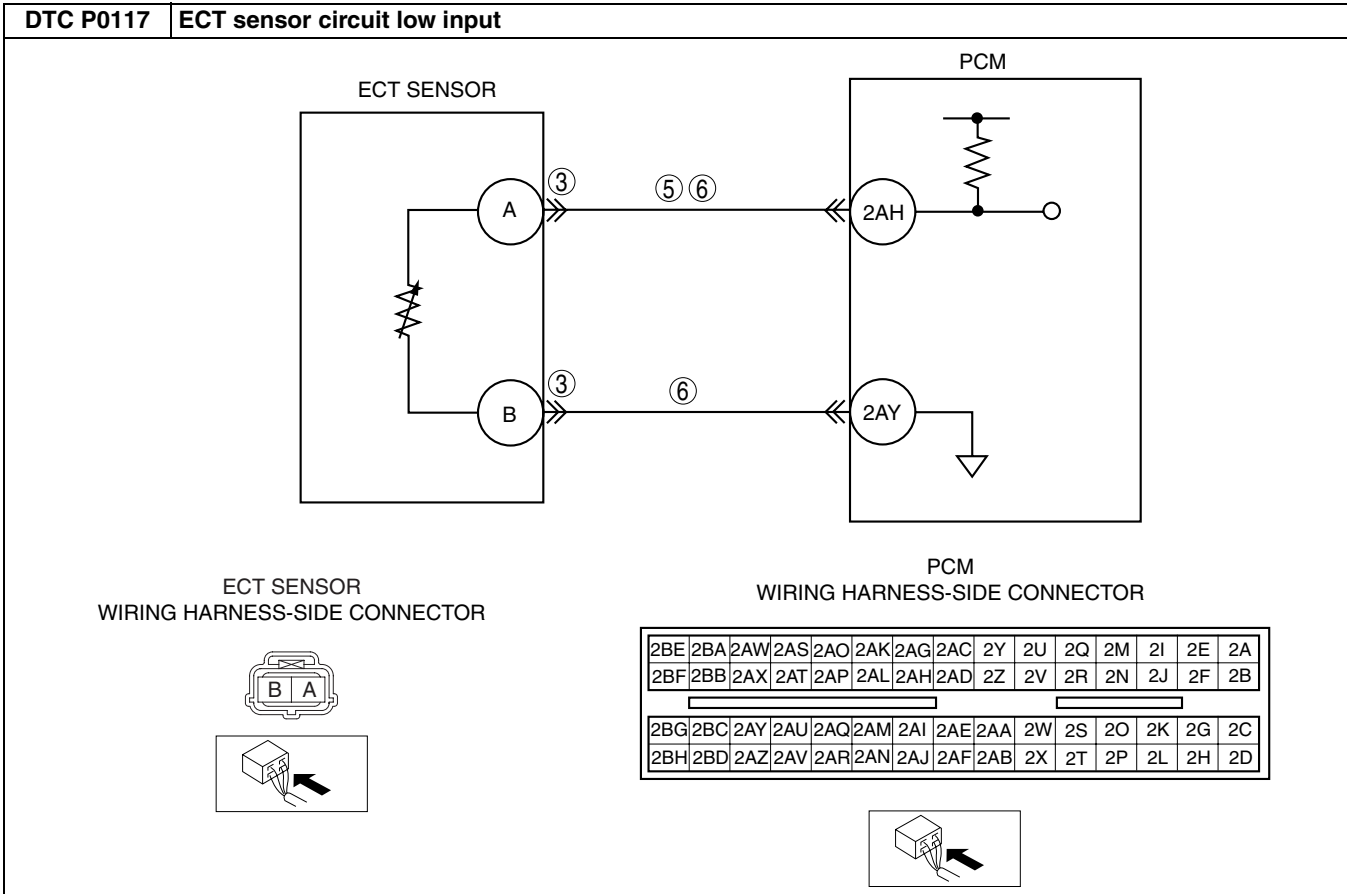 DTC P0117 ECT sensor circuit low input
PCM
ECT SENSOR
③ ⑤ ⑥
A 2AH
③ ⑥
B 2AY
ECT SENSOR
WIRING HARNESS-SIDE CONNECTOR
B A
PCM
WIRING HARNESS-SIDE CONNECTOR
2BE 2BA 2AW 2AS 2AO 2AK 2AG 2AC 2Y 2U 2Q 2M 2I 2E 2A
2BF 2BB 2AX 2AT 2AP 2AL 2AH 2AD 2Z 2V 2R 2N 2J 2F 2B
2BG 2BC 2AY 2AU 2AQ 2AM 2AI 2AE 2AA 2W 2S 2O 2K 2G 2C
2BH 2BD 2AZ 2AV 2AR 2AN 2AJ 2AF 2AB 2X 2T 2P 2L 2H 2D